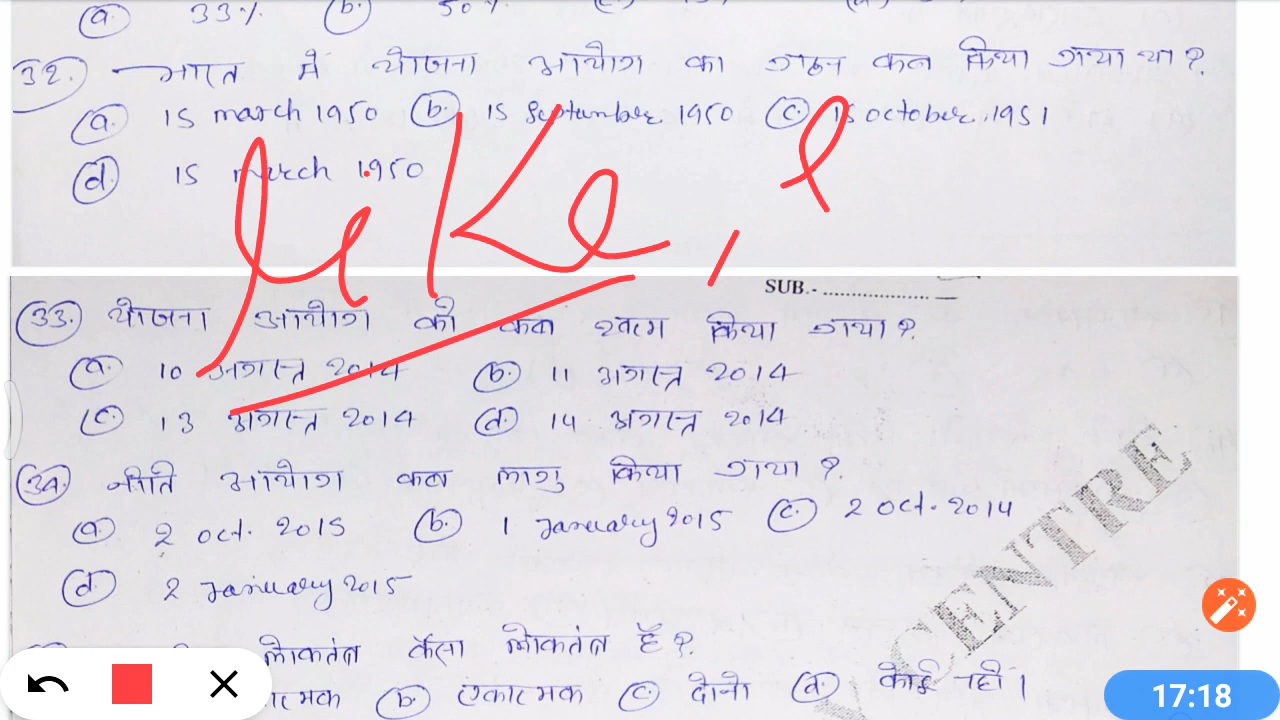 (a.) 33% (b.) 50%
32. भारत में योजना आयोग का गठन कब किया गया था?
(a.) 15 march 1950 (b.) 15 September 1950 (c) 15 october 1951
(d.) 15 march 1950
like,
SUB.- ....................
33. योजना आयोग को कब खत्म किया गया?
(a.) 10 अगस्त 2014 (b.) 11 अगस्त 2014
(c.) 13 अगस्त 2014 (d.) 14 अगस्त 2014
34. नीति आयोग कब लागु किया गया?
(a.) 2 oct. 2015 (b.) 1 January 2015 (c.) 2 oct. 2014
(d.) 2 January 2015
लोकतंत्र कैसा लोकतंत्र है?
(b.) एकात्मक (c.) दोनो (d.) कोई नहीं।
CENTRE
17:18